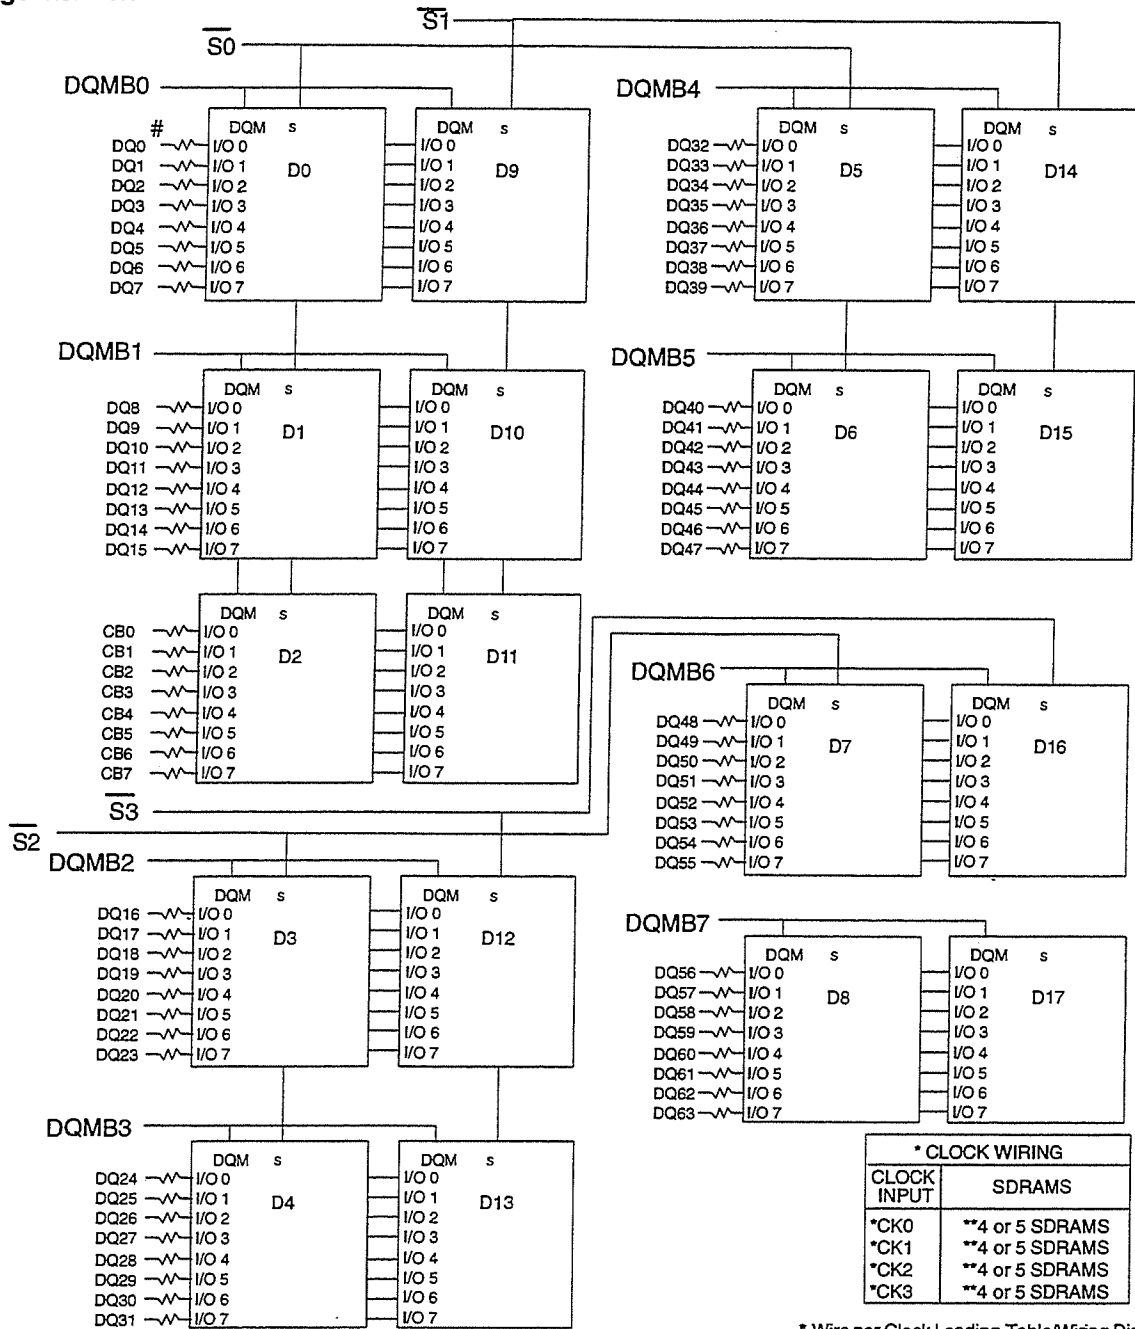 S1
S0
DQMB0
DQMB4
#
DQM s
DQM s
DQM s
DQM s
DQ0 I/O 0 I/O 0 DQ32 I/O 0 I/O 0
DQ1 I/O 1 D0 I/O 1 D9 DQ33 I/O 1 D5 I/O 1 D14
DQ2 I/O 2 I/O 2 DQ34 I/O 2 I/O 2
DQ3 I/O 3 I/O 3 DQ35 I/O 3 I/O 3
DQ4 I/O 4 I/O 4 DQ36 I/O 4 I/O 4
DQ5 I/O 5 I/O 5 DQ37 I/O 5 I/O 5
DQ6 I/O 6 I/O 6 DQ38 I/O 6 I/O 6
DQ7 I/O 7 I/O 7 DQ39 I/O 7 I/O 7
DQMB1
DQMB5
DQM s
DQM s
DQM s
DQM s
DQ8 I/O 0 I/O 0 DQ40 I/O 0 I/O 0
DQ9 I/O 1 D1 I/O 1 D10 DQ41 I/O 1 D6 I/O 1 D15
DQ10 I/O 2 I/O 2 DQ42 I/O 2 I/O 2
DQ11 I/O 3 I/O 3 DQ43 I/O 3 I/O 3
DQ12 I/O 4 I/O 4 DQ44 I/O 4 I/O 4
DQ13 I/O 5 I/O 5 DQ45 I/O 5 I/O 5
DQ14 I/O 6 I/O 6 DQ46 I/O 6 I/O 6
DQ15 I/O 7 I/O 7 DQ47 I/O 7 I/O 7
DQM s
DQM s
CB0 I/O 0 I/O 0
CB1 I/O 1 D2 I/O 1 D11
CB2 I/O 2 I/O 2
CB3 I/O 3 I/O 3
CB4 I/O 4 I/O 4
CB5 I/O 5 I/O 5
CB6 I/O 6 I/O 6
CB7 I/O 7 I/O 7
DQMB6
DQM s
DQM s
DQ48 I/O 0 I/O 0
DQ49 I/O 1 D7 I/O 1 D16
DQ50 I/O 2 I/O 2
DQ51 I/O 3 I/O 3
DQ52 I/O 4 I/O 4
DQ53 I/O 5 I/O 5
DQ54 I/O 6 I/O 6
DQ55 I/O 7 I/O 7
S3
S2
DQMB2
DQM s
DQM s
DQ16 I/O 0 I/O 0
DQ17 I/O 1 D3 I/O 1 D12
DQ18 I/O 2 I/O 2
DQ19 I/O 3 I/O 3
DQ20 I/O 4 I/O 4
DQ21 I/O 5 I/O 5
DQ22 I/O 6 I/O 6
DQ23 I/O 7 I/O 7
DQMB7
DQM s
DQM s
DQ56 I/O 0 I/O 0
DQ57 I/O 1 D8 I/O 1 D17
DQ58 I/O 2 I/O 2
DQ59 I/O 3 I/O 3
DQ60 I/O 4 I/O 4
DQ61 I/O 5 I/O 5
DQ62 I/O 6 I/O 6
DQ63 I/O 7 I/O 7
DQMB3
DQM s
DQM s
DQ24 I/O 0 I/O 0
DQ25 I/O 1 D4 I/O 1 D13
DQ26 I/O 2 I/O 2
DQ27 I/O 3 I/O 3
DQ28 I/O 4 I/O 4
DQ29 I/O 5 I/O 5
DQ30 I/O 6 I/O 6
DQ31 I/O 7 I/O 7
* CLOCK WIRING
CLOCK INPUT SDRAMS
*CK0 **4 or 5 SDRAMS
*CK1 **4 or 5 SDRAMS
*CK2 **4 or 5 SDRAMS
*CK3 **4 or 5 SDRAMS
* Wire per Clock Loading Table/Wiring Di